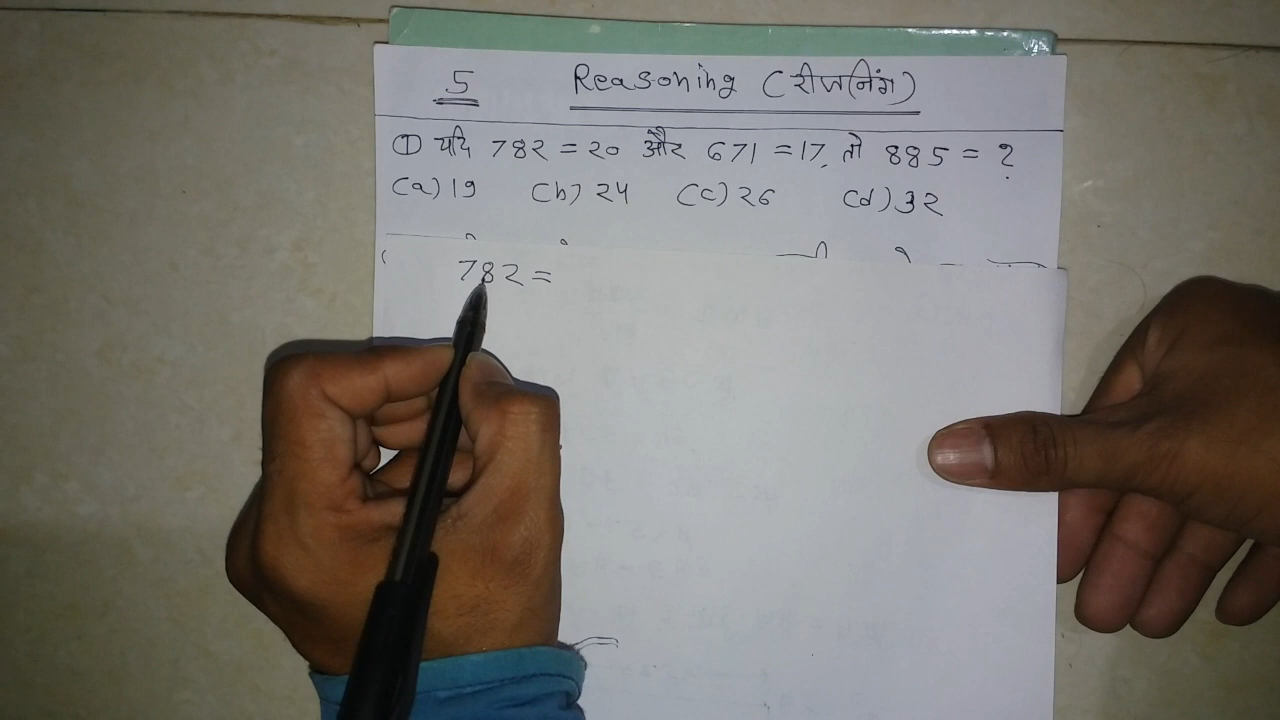 5 Reasoning (रीजनिंग)
① यदि 782 = 20 और 671 = 17, तो 885 = ?
(a) 19 (b) 24 (c) 26 (d) 32
782 =